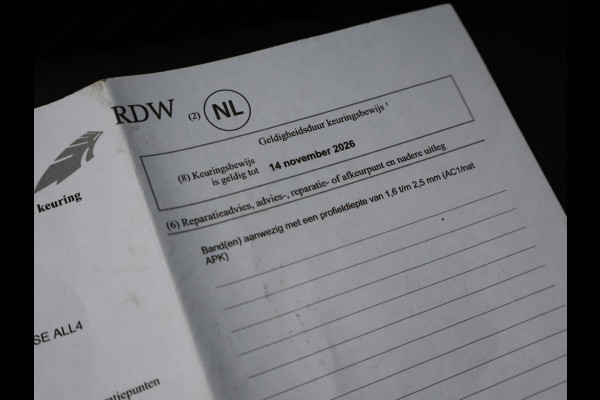 RDW (2) NL
Geldigheidsduur keuringsbewijs 1
(8) Keuringsbewijs
is geldig tot 14 november 2026
(6) Reparatieadvies, advies-, reparatie- of afkeurpunt en nadere uitleg
Band(en) aanwezig met een profieldiepte van 1,6 t/m 2,5 mm (AC1/nat
APK)
keuring
SE ALL4
tiepunten